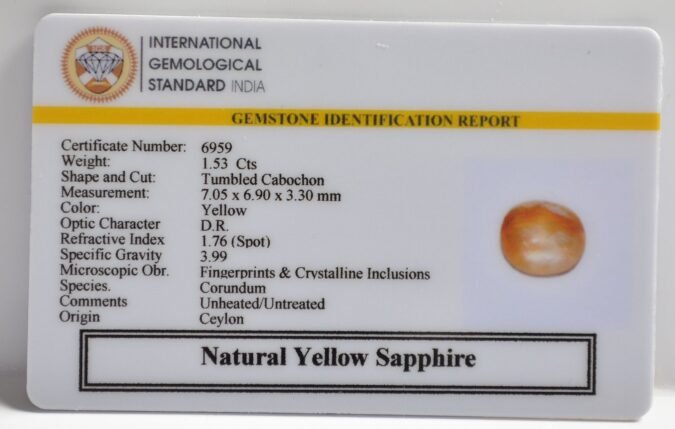 INTERNATIONAL
GEMOLOGICAL
STANDARD INDIA
GEMSTONE IDENTIFICATION REPORT
Certificate Number: 6959
Weight: 1.53 Cts
Shape and Cut: Tumbled Cabochon
Measurement: 7.05 x 6.90 x 3.30 mm
Color: Yellow
Optic Character D.R.
Refractive Index 1.76 (Spot)
Specific Gravity 3.99
Microscopic Obr. Fingerprints & Crystalline Inclusions
Species. Corundum
Comments Unheated/Untreated
Origin Ceylon
Natural Yellow Sapphire